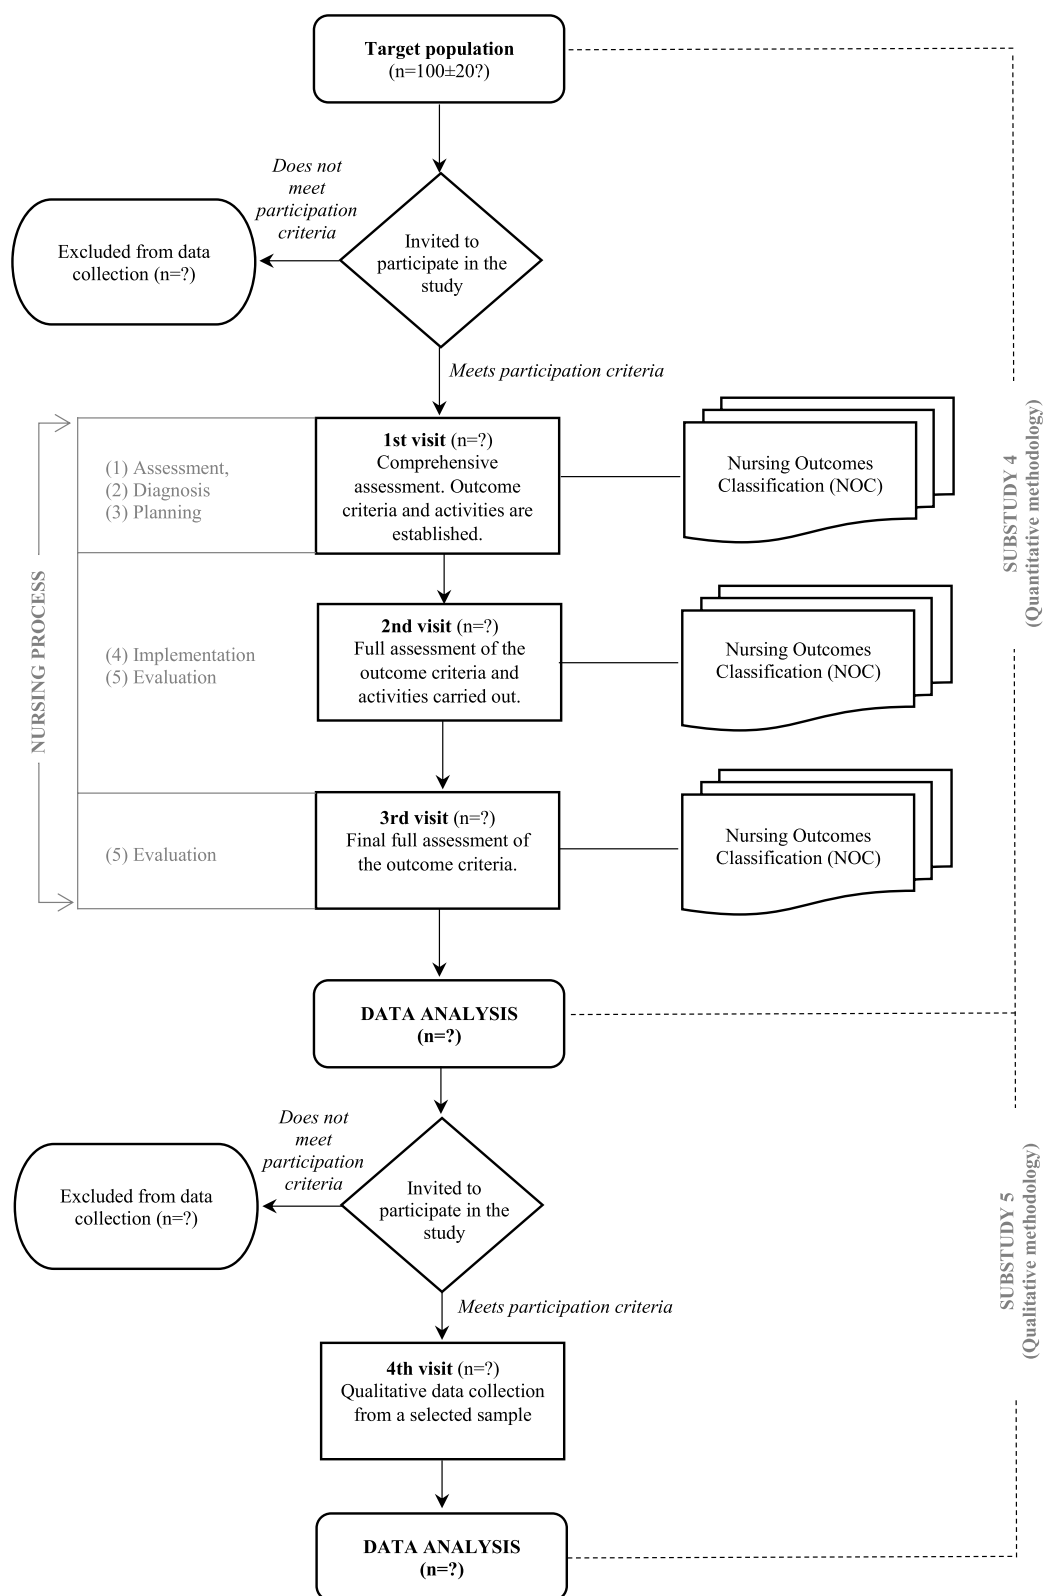 Target population
(n=100±20?)
Does not
meet
participation
criteria
Excluded from data
collection (n=?)
Invited to
participate in the
study
Meets participation criteria
NURSING PROCESS
(1) Assessment,
(2) Diagnosis
(3) Planning
1st visit (n=?)
Comprehensive
assessment. Outcome
criteria and activities are
established.
Nursing Outcomes
Classification (NOC)
SUBSTUDY 4
(Quantitative methodology)
(4) Implementation
(5) Evaluation
2nd visit (n=?)
Full assessment of the
outcome criteria and
activities carried out.
Nursing Outcomes
Classification (NOC)
(5) Evaluation
3rd visit (n=?)
Final full assessment of
the outcome criteria.
Nursing Outcomes
Classification (NOC)
DATA ANALYSIS
(n=?)
Does not
meet
participation
criteria
Excluded from data
collection (n=?)
Invited to
participate in the
study
Meets participation criteria
SUBSTUDY 5
(Qualitative methodology)
4th visit (n=?)
Qualitative data collection
from a selected sample
DATA ANALYSIS
(n=?)